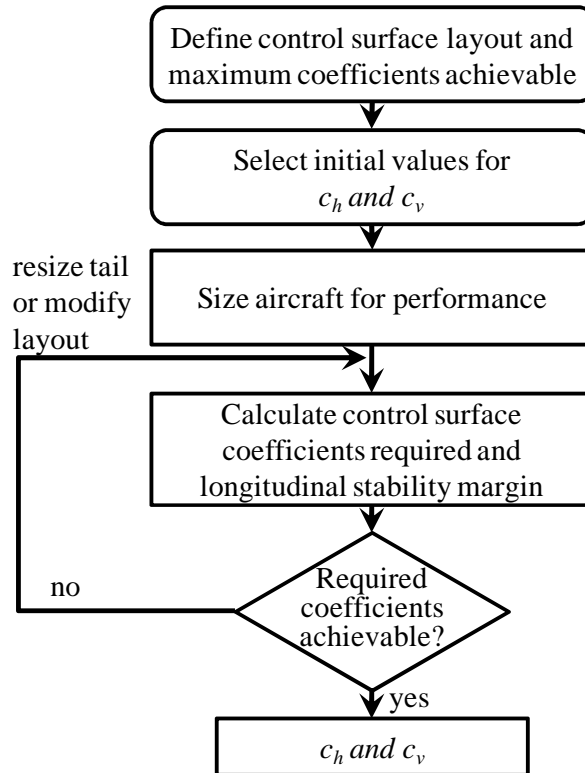 Define control surface layout and
maximum coefficients achievable
Select initial values for
c_h and c_v
resize tail
or modify
layout
Size aircraft for performance
Calculate control surface
coefficients required and
longitudinal stability margin
no
Required
coefficients
achievable?
yes
c_h and c_v